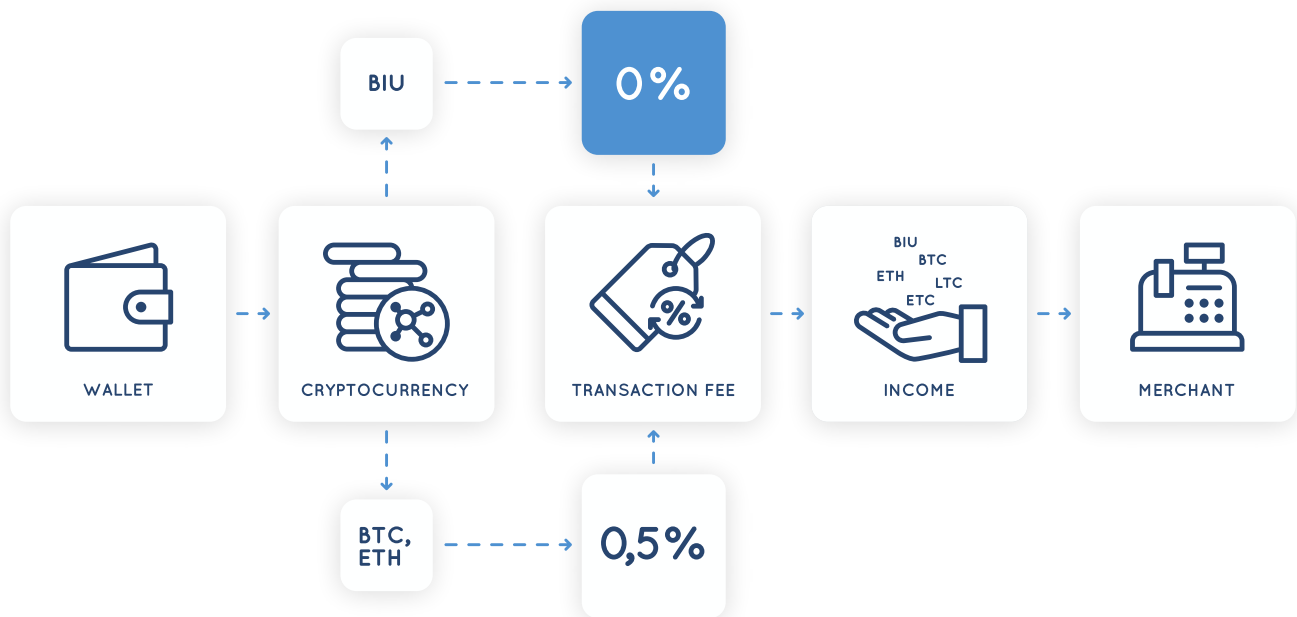 BIU
0%
WALLET
CRYPTOCURRENCY
TRANSACTION FEE
BIU
BTC
ETH
LTC
ETC
INCOME
MERCHANT
%
BTC,
ETH
0,5%